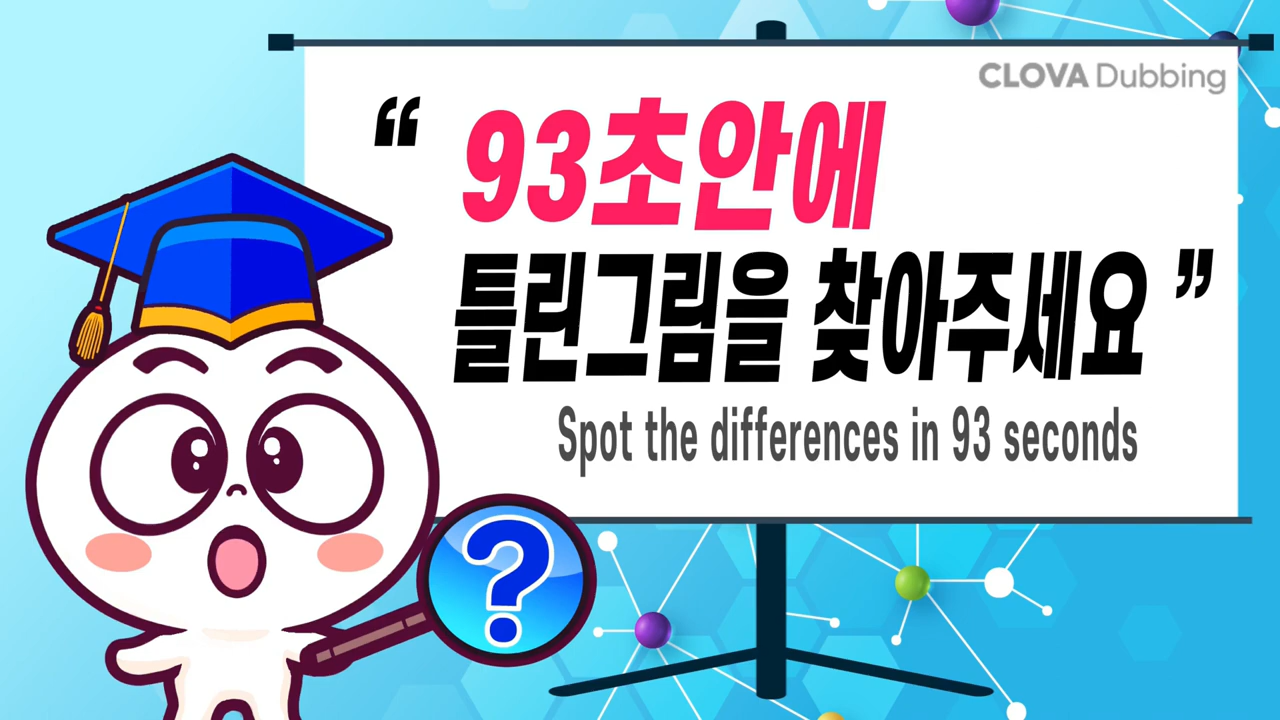 CLOVA Dubbing
“ 93초안에
틀린그림을 찾아주세요 ”
Spot the differences in 93 seconds
?